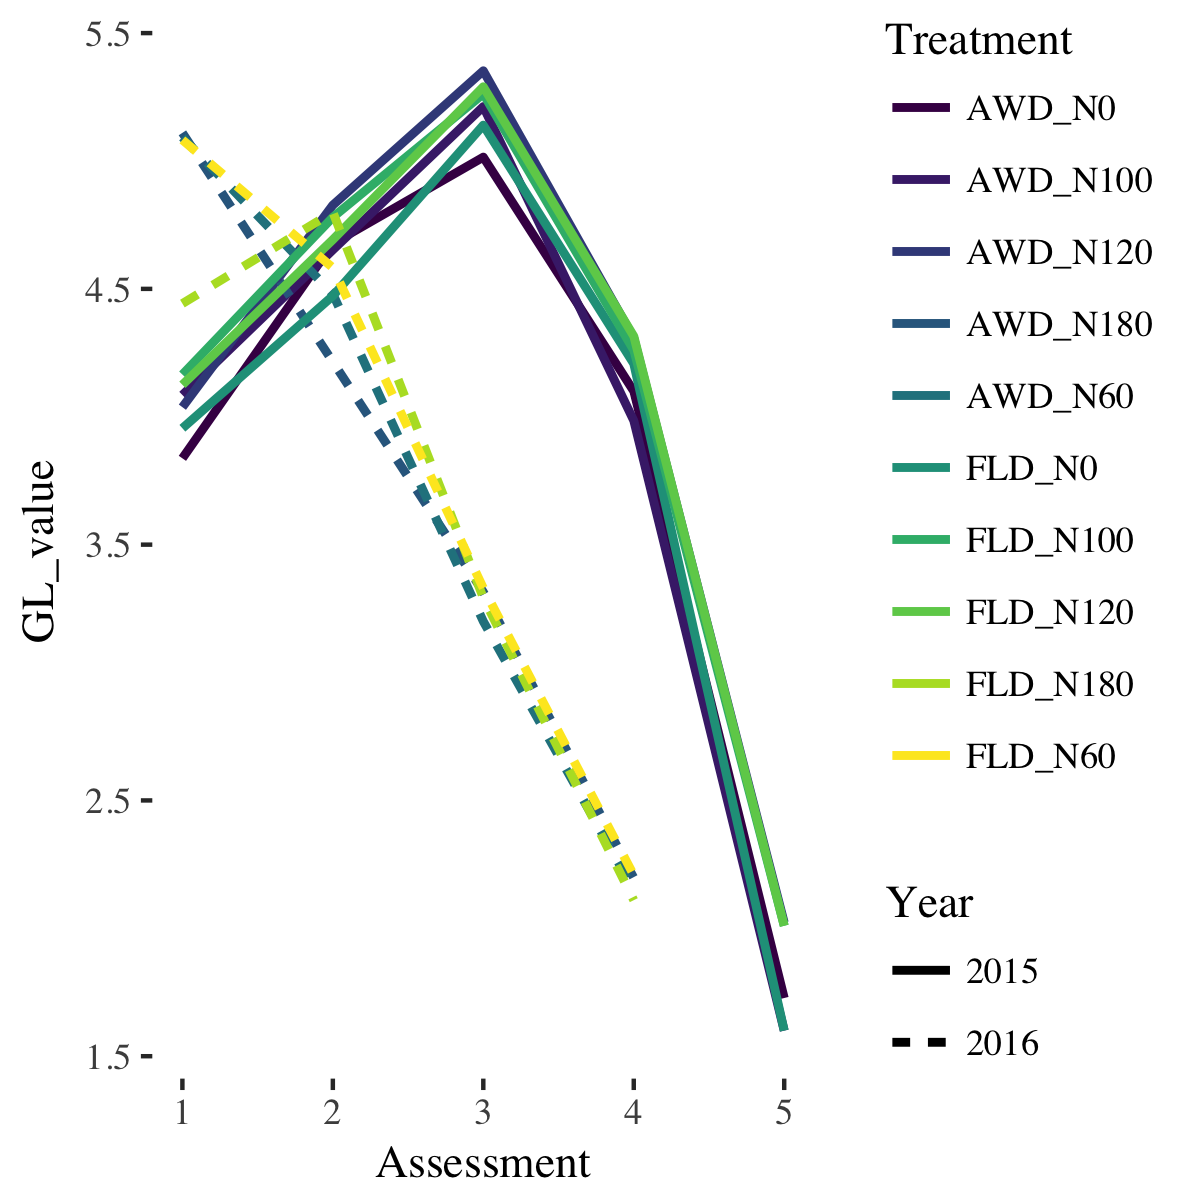 GL_value
5.5
4.5
3.5
2.5
1.5
1 2 3 4 5
Assessment
Treatment
AWD_N0
AWD_N100
AWD_N120
AWD_N180
AWD_N60
FLD_N0
FLD_N100
FLD_N120
FLD_N180
FLD_N60
Year
2015
2016